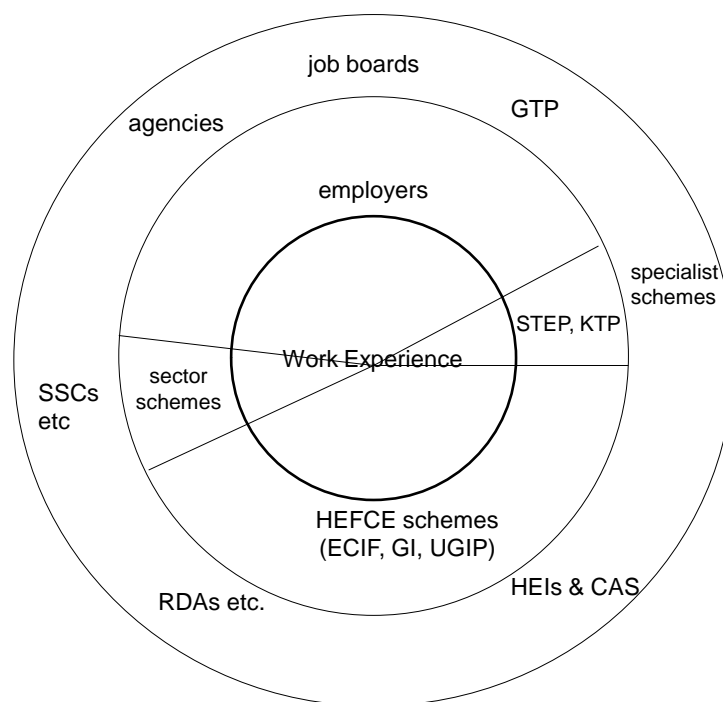 job boards
agencies
GTP
employers
specialist
schemes
STEP, KTP
Work Experience
sector
schemes
SSCs
etc
HEFCE schemes
(ECIF, GI, UGIP)
HEIs & CAS
RDAs etc.